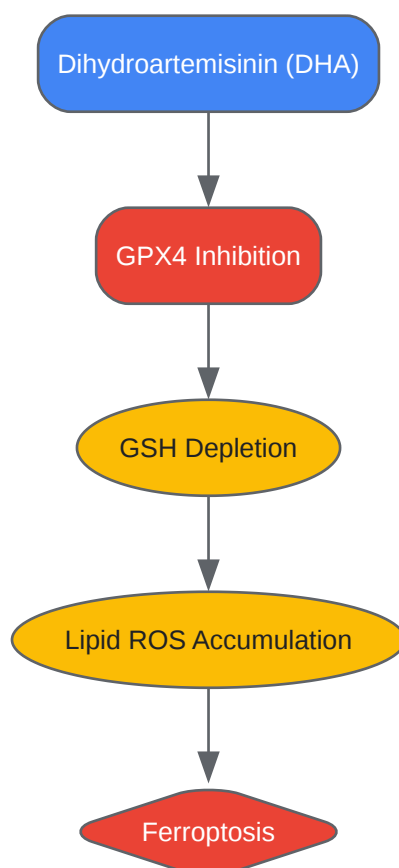 Dihydroartemisinin (DHA)
GPX4 Inhibition
GSH Depletion
Lipid ROS Accumulation
Ferroptosis